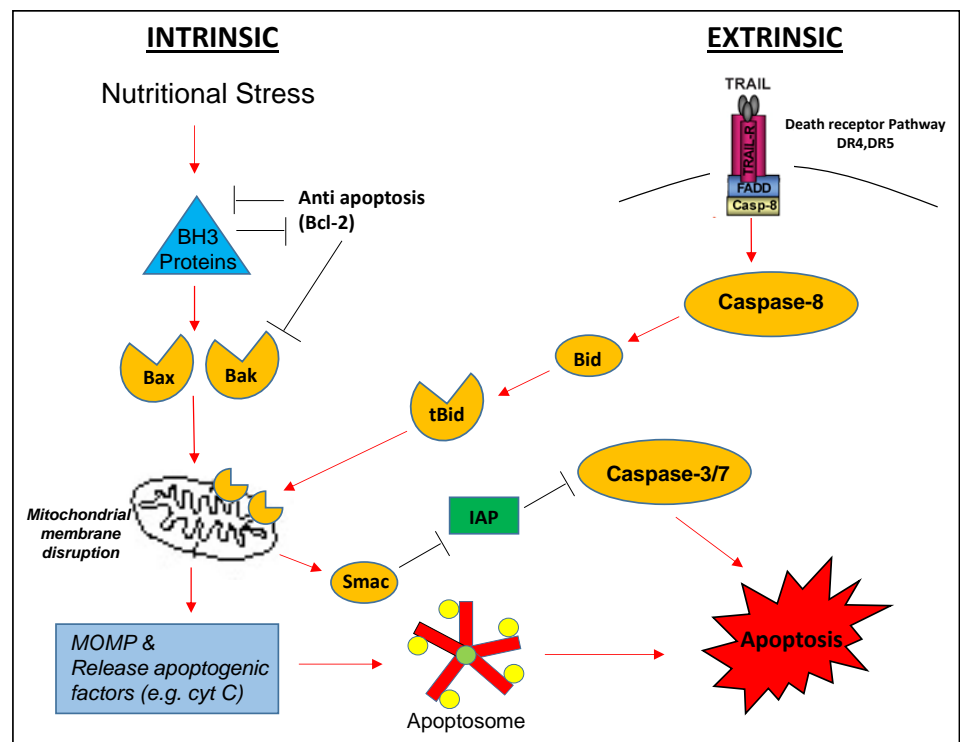 INTRINSIC
EXTRINSIC
Nutritional Stress
TRAIL
TRAIL-R
Death receptor Pathway
DR4,DR5
FADD
Casp-8
Anti apoptosis
(Bcl-2)
BH3
Proteins
Caspase-8
Bax
Bak
Bid
tBid
Caspase-3/7
Mitochondrial
membrane
disruption
IAP
Smac
MOMP &
Release apoptogenic
factors (e.g. cyt C)
Apoptosis
Apoptosome